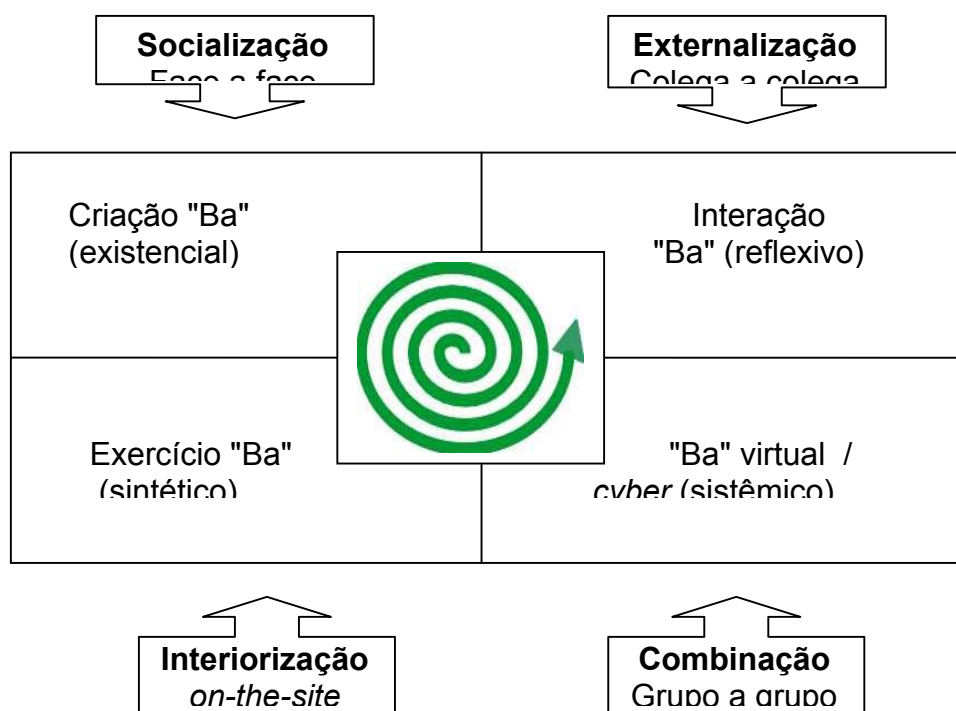 Socialização
Face a face
Externalização
Colega a colega
Criação "Ba"
(existencial)
Interação
"Ba" (reflexivo)
Exercício "Ba"
(sintético)
"Ba" virtual /
cyber (sistêmico)
Interiorização
on-the-site
Combinação
Grupo a grupo